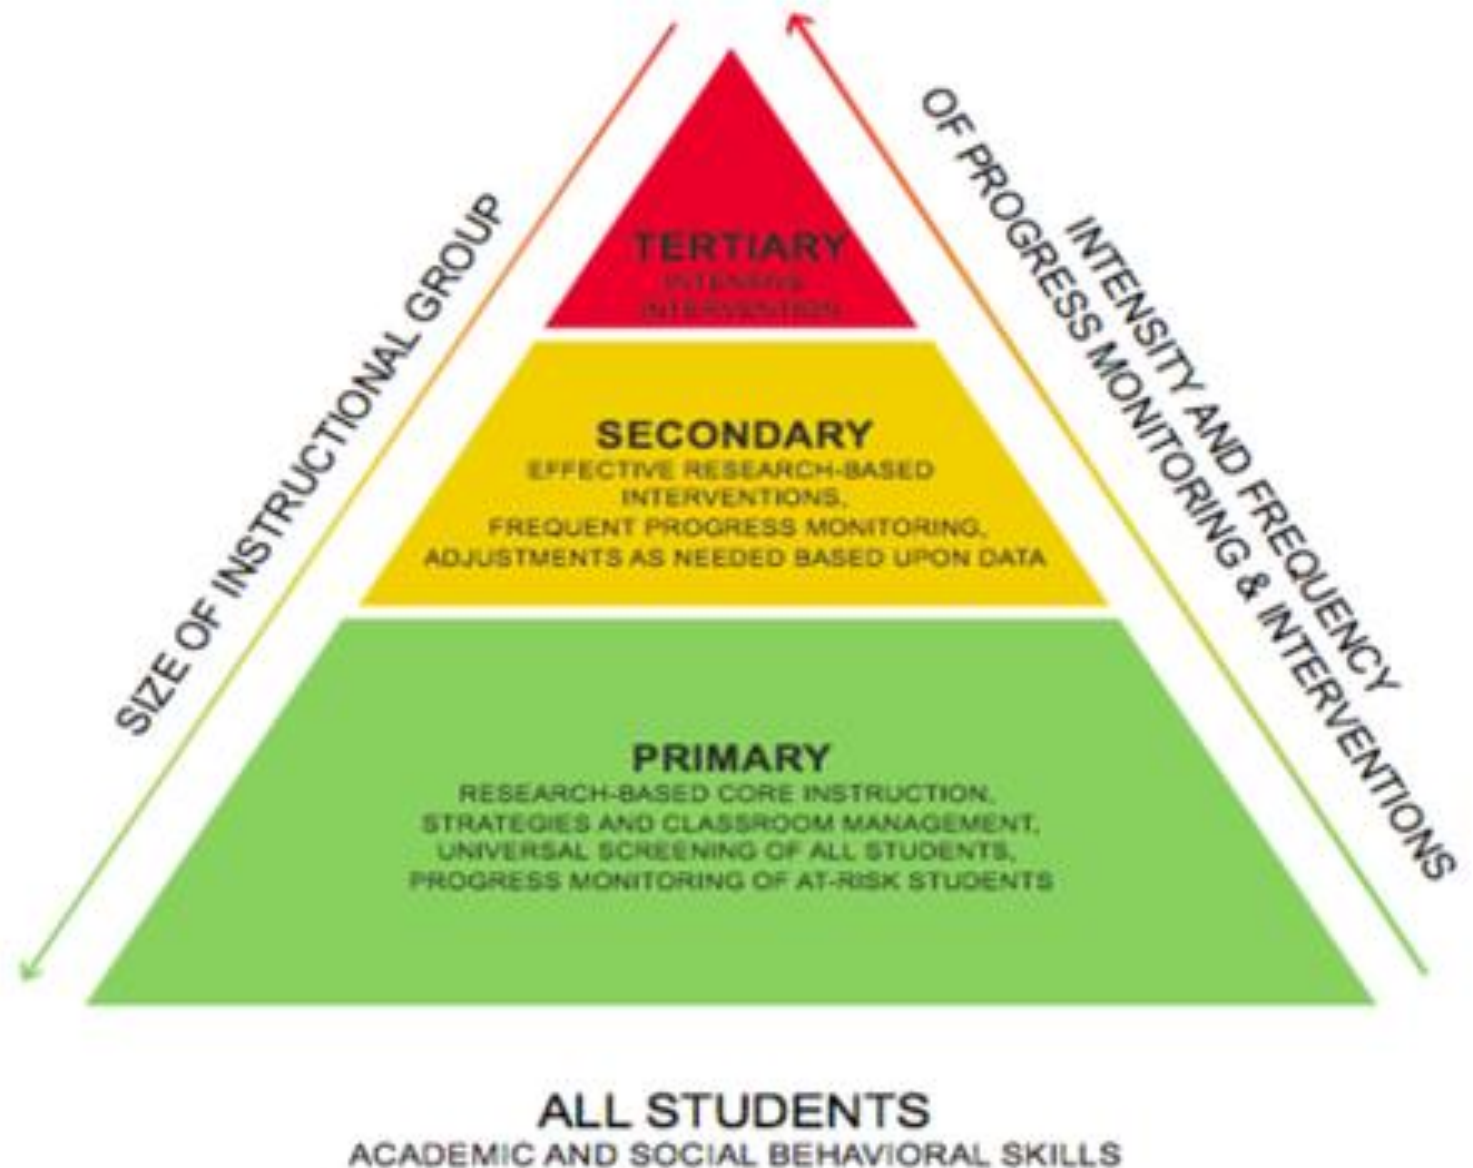 SIZE OF INSTRUCTIONAL GROUP
INTENSITY AND FREQUENCY
OF PROGRESS MONITORING & INTERVENTIONS
TERTIARY
INTENSIVE
INTERVENTION
SECONDARY
EFFECTIVE RESEARCH-BASED
INTERVENTIONS,
FREQUENT PROGRESS MONITORING,
ADJUSTMENTS AS NEEDED BASED UPON DATA
PRIMARY
RESEARCH-BASED CORE INSTRUCTION,
STRATEGIES AND CLASSROOM MANAGEMENT,
UNIVERSAL SCREENING OF ALL STUDENTS,
PROGRESS MONITORING OF AT-RISK STUDENTS
ALL STUDENTS
ACADEMIC AND SOCIAL BEHAVIORAL SKILLS